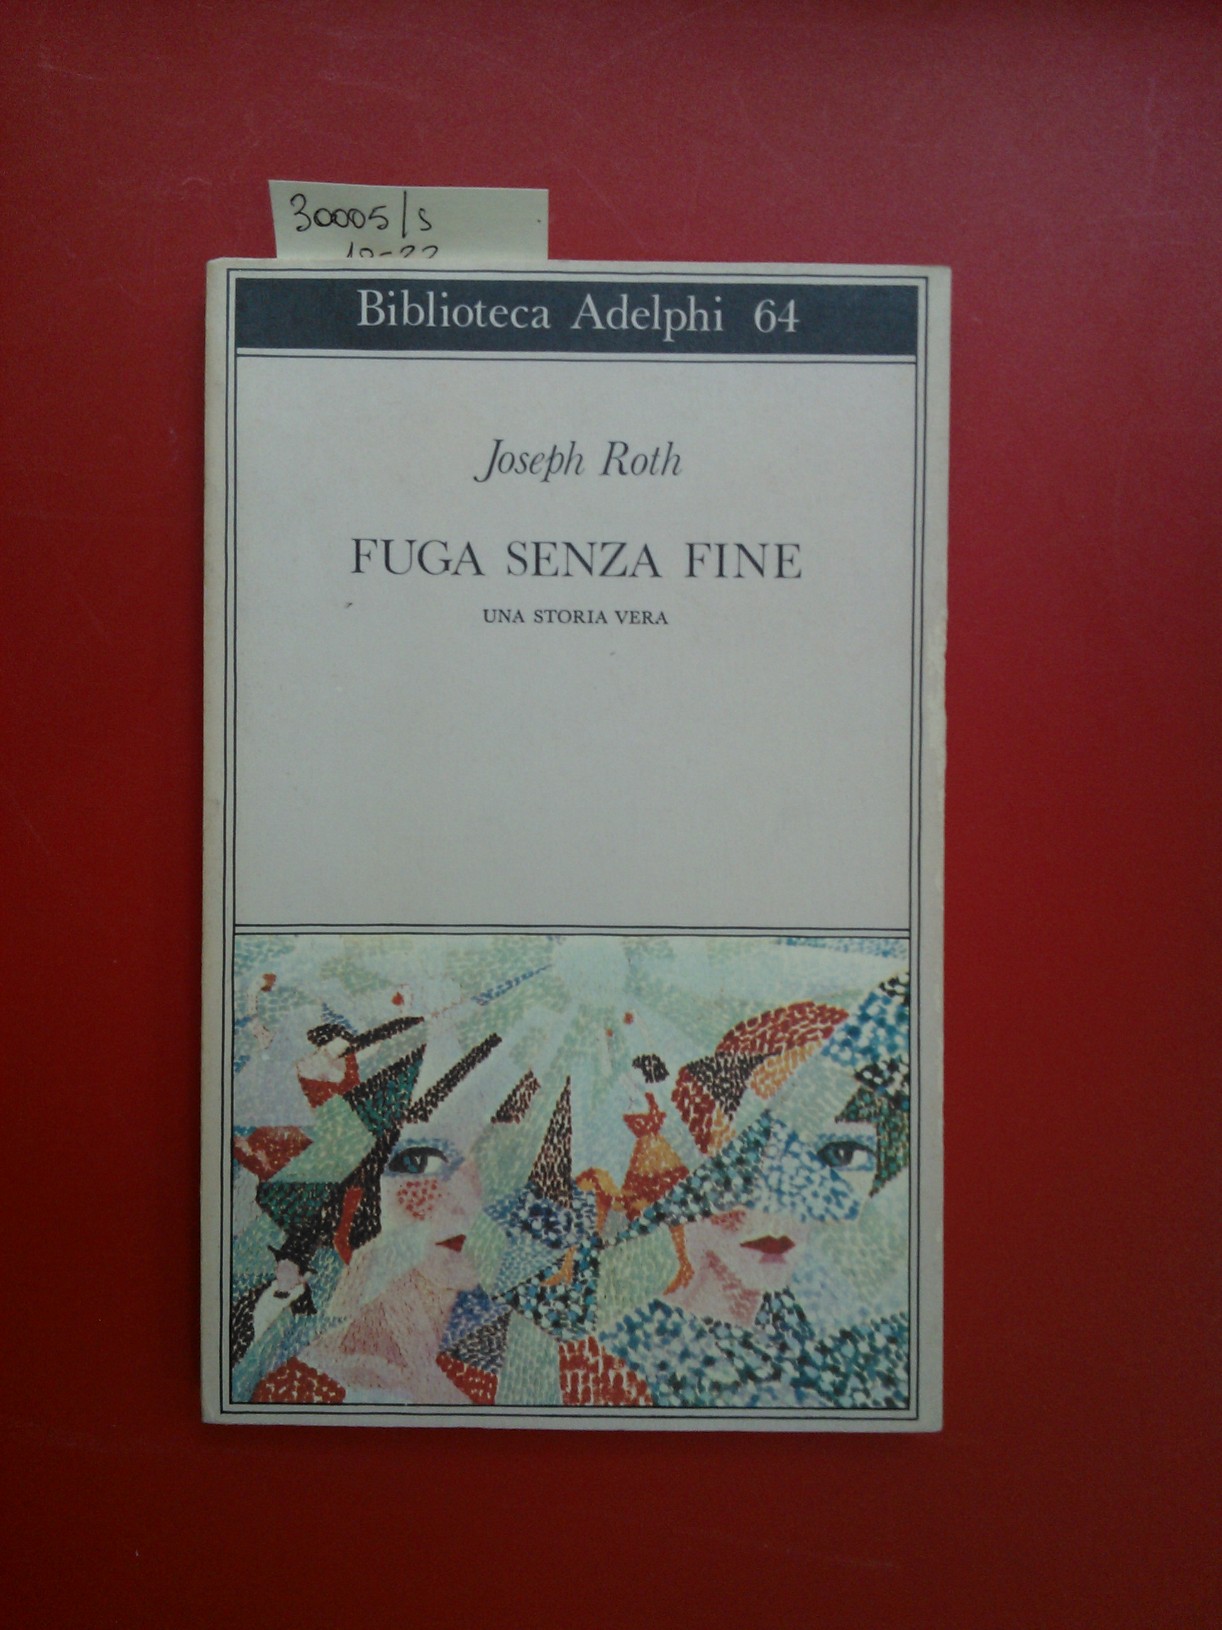 30005/s
Biblioteca Adelphi 64
Joseph Roth
FUGA SENZA FINE
UNA STORIA VERA